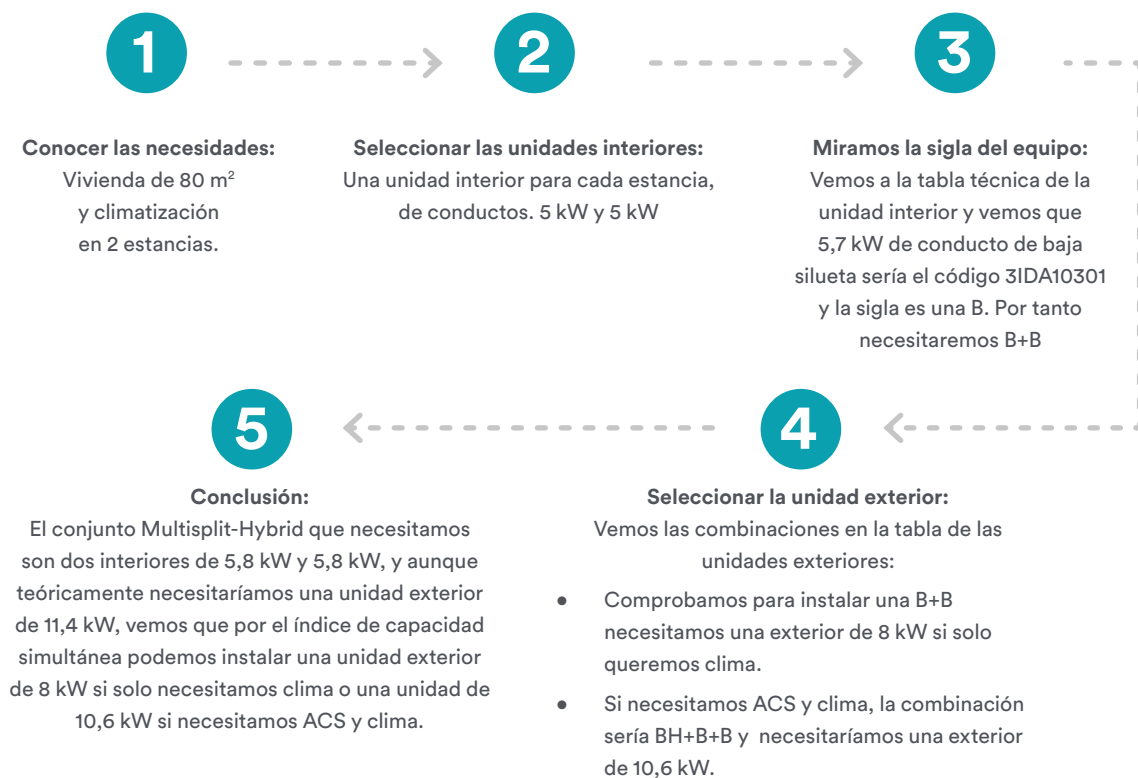 1
Conocer las necesidades:
Vivienda de 80 m²
y climatización
en 2 estancias.
2
Seleccionar las unidades interiores:
Una unidad interior para cada estancia,
de conductos. 5 kW y 5 kW
3
Miramos la sigla del equipo:
Vemos a la tabla técnica de la
unidad interior y vemos que
5,7 kW de conducto de baja
silueta sería el código 3IDA10301
y la sigla es una B. Por tanto
necesitaremos B+B
4
Seleccionar la unidad exterior:
Vemos las combinaciones en la tabla de las
unidades exteriores:
● Comprobamos para instalar una B+B
necesitamos una exterior de 8 kW si solo
queremos clima.
● Si necesitamos ACS y clima, la combinación
sería BH+B+B y necesitaríamos una exterior
de 10,6 kW.
5
Conclusión:
El conjunto Multisplit-Hybrid que necesitamos
son dos interiores de 5,8 kW y 5,8 kW, y aunque
teóricamente necesitaríamos una unidad exterior
de 11,4 kW, vemos que por el índice de capacidad
simultánea podemos instalar una unidad exterior
de 8 kW si solo necesitamos clima o una unidad de
10,6 kW si necesitamos ACS y clima.